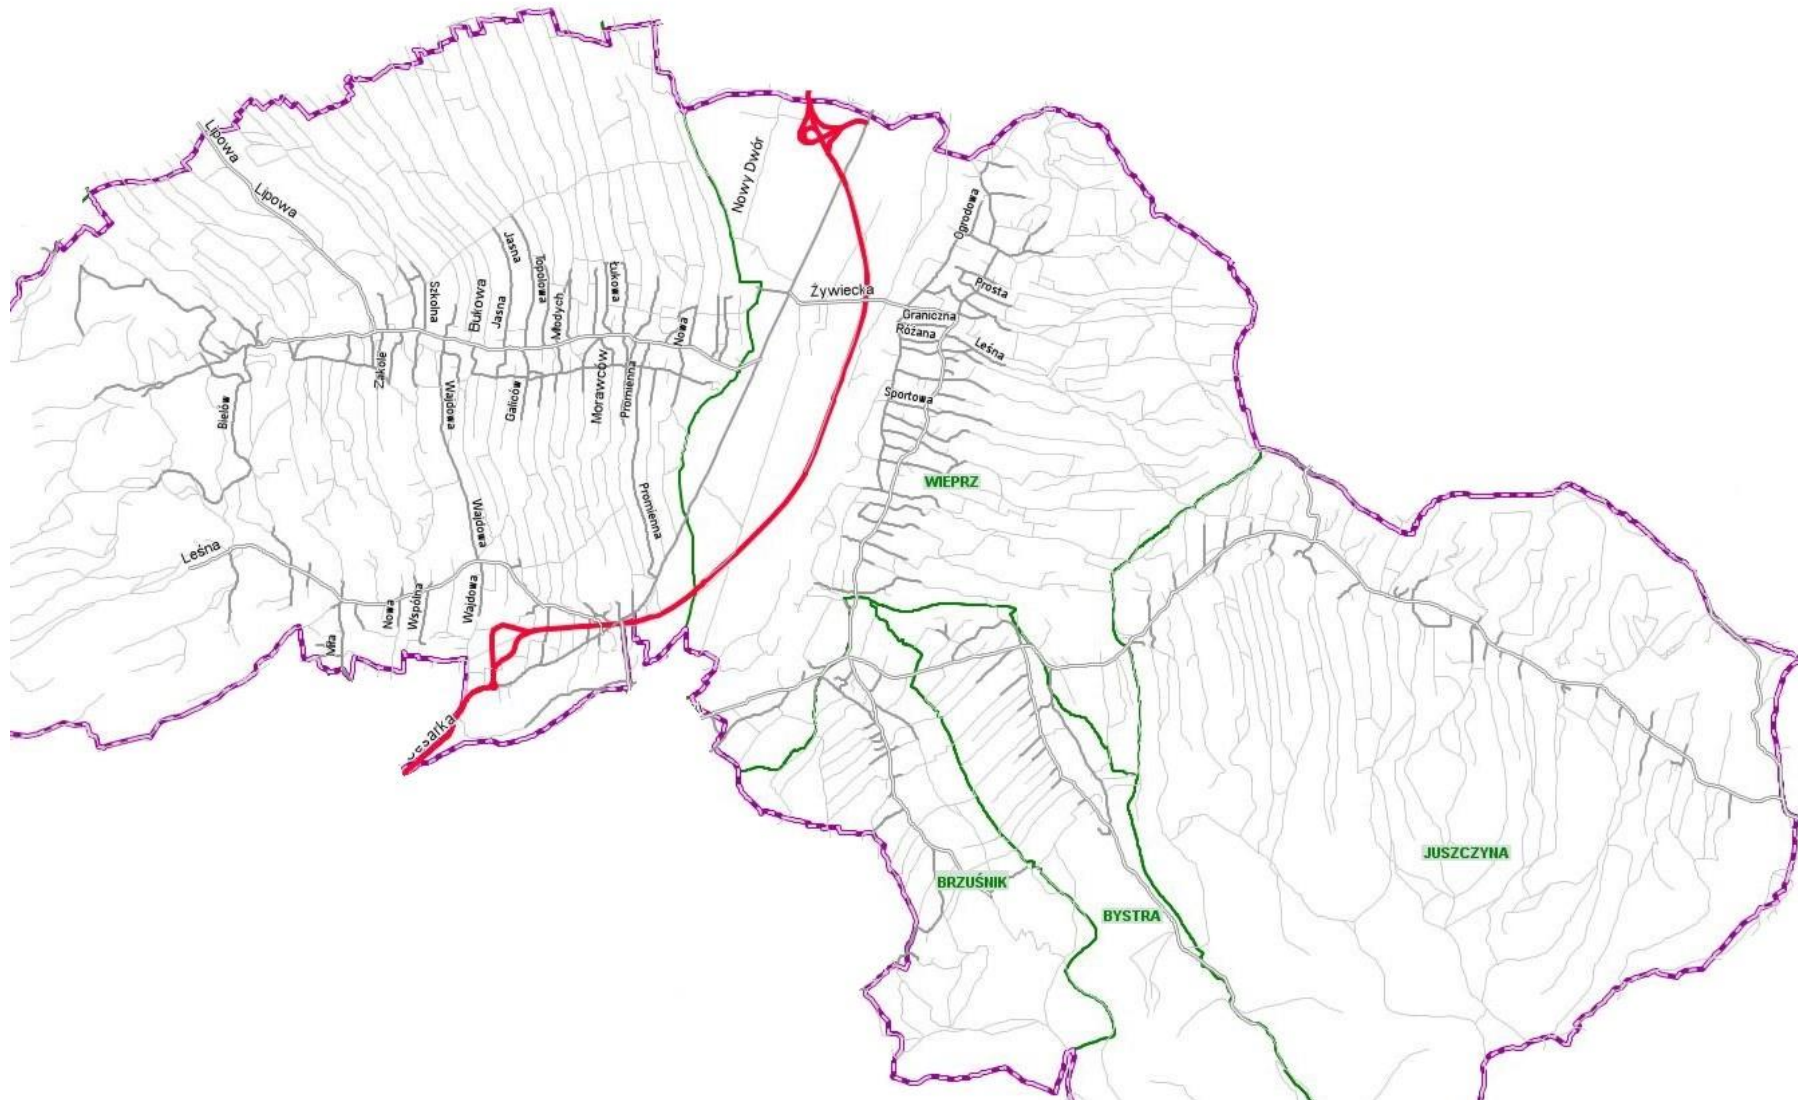 Lipowa
Lipowa
Nowy Dwór
Ogrodowa
Jasna
Topolowa
Łukowa
Szkolna
Bukowa
Jasna
Młodych
Nowa
Żywiecka
Prosta
Graniczna
Różana
Leśna
Zakole
Bielów
Wajdowa
Galiców
Morawców
Promienna
Sportowa
WIEPRZ
Wajdowa
Promienna
Leśna
Nowa
Wspólna
Wajdowa
Miła
JUSZCZYNA
BRZUŚNIK
BYSTRA